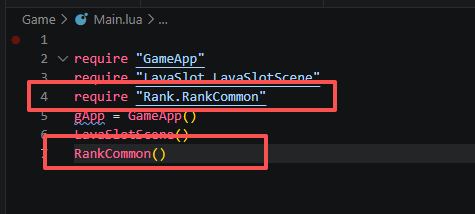 Game > Main.lua > ...
1
2 require "GameApp"
3 require "LavaSlot.LavaSlotScene"
4 require "Rank.RankCommon"
5 gApp = GameApp()
6 LavaSlotScene()
7 RankCommon()